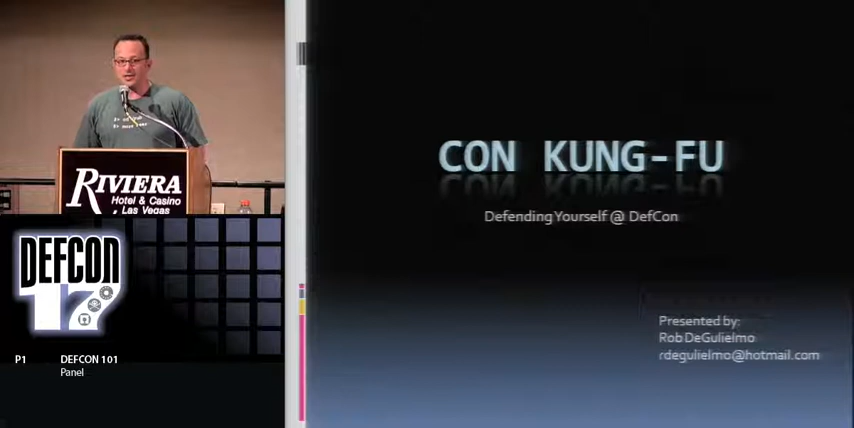 RIVIERA
Hotel & Casino
Las Vegas
DEFCON
17
P1 DEFCON 101
Panel
CON KUNG-FU
Defending Yourself @ DefCon
Presented by:
Rob DeGulielmo
rdegulielmo@hotmail.com